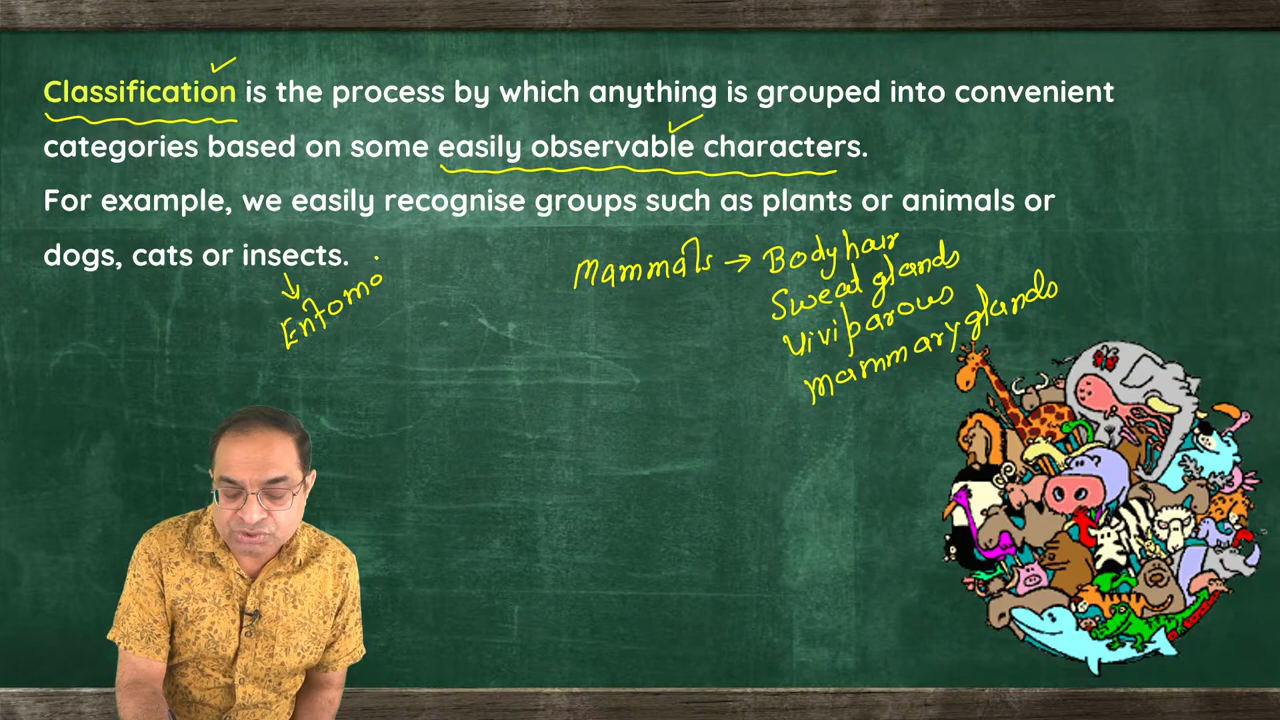 Classification is the process by which anything is grouped into convenient
categories based on some easily observable characters.
For example, we easily recognise groups such as plants or animals or
dogs, cats or insects.
Entomo
Mammals → Body hair
Sweat glands
Viviparous
Mammary glands